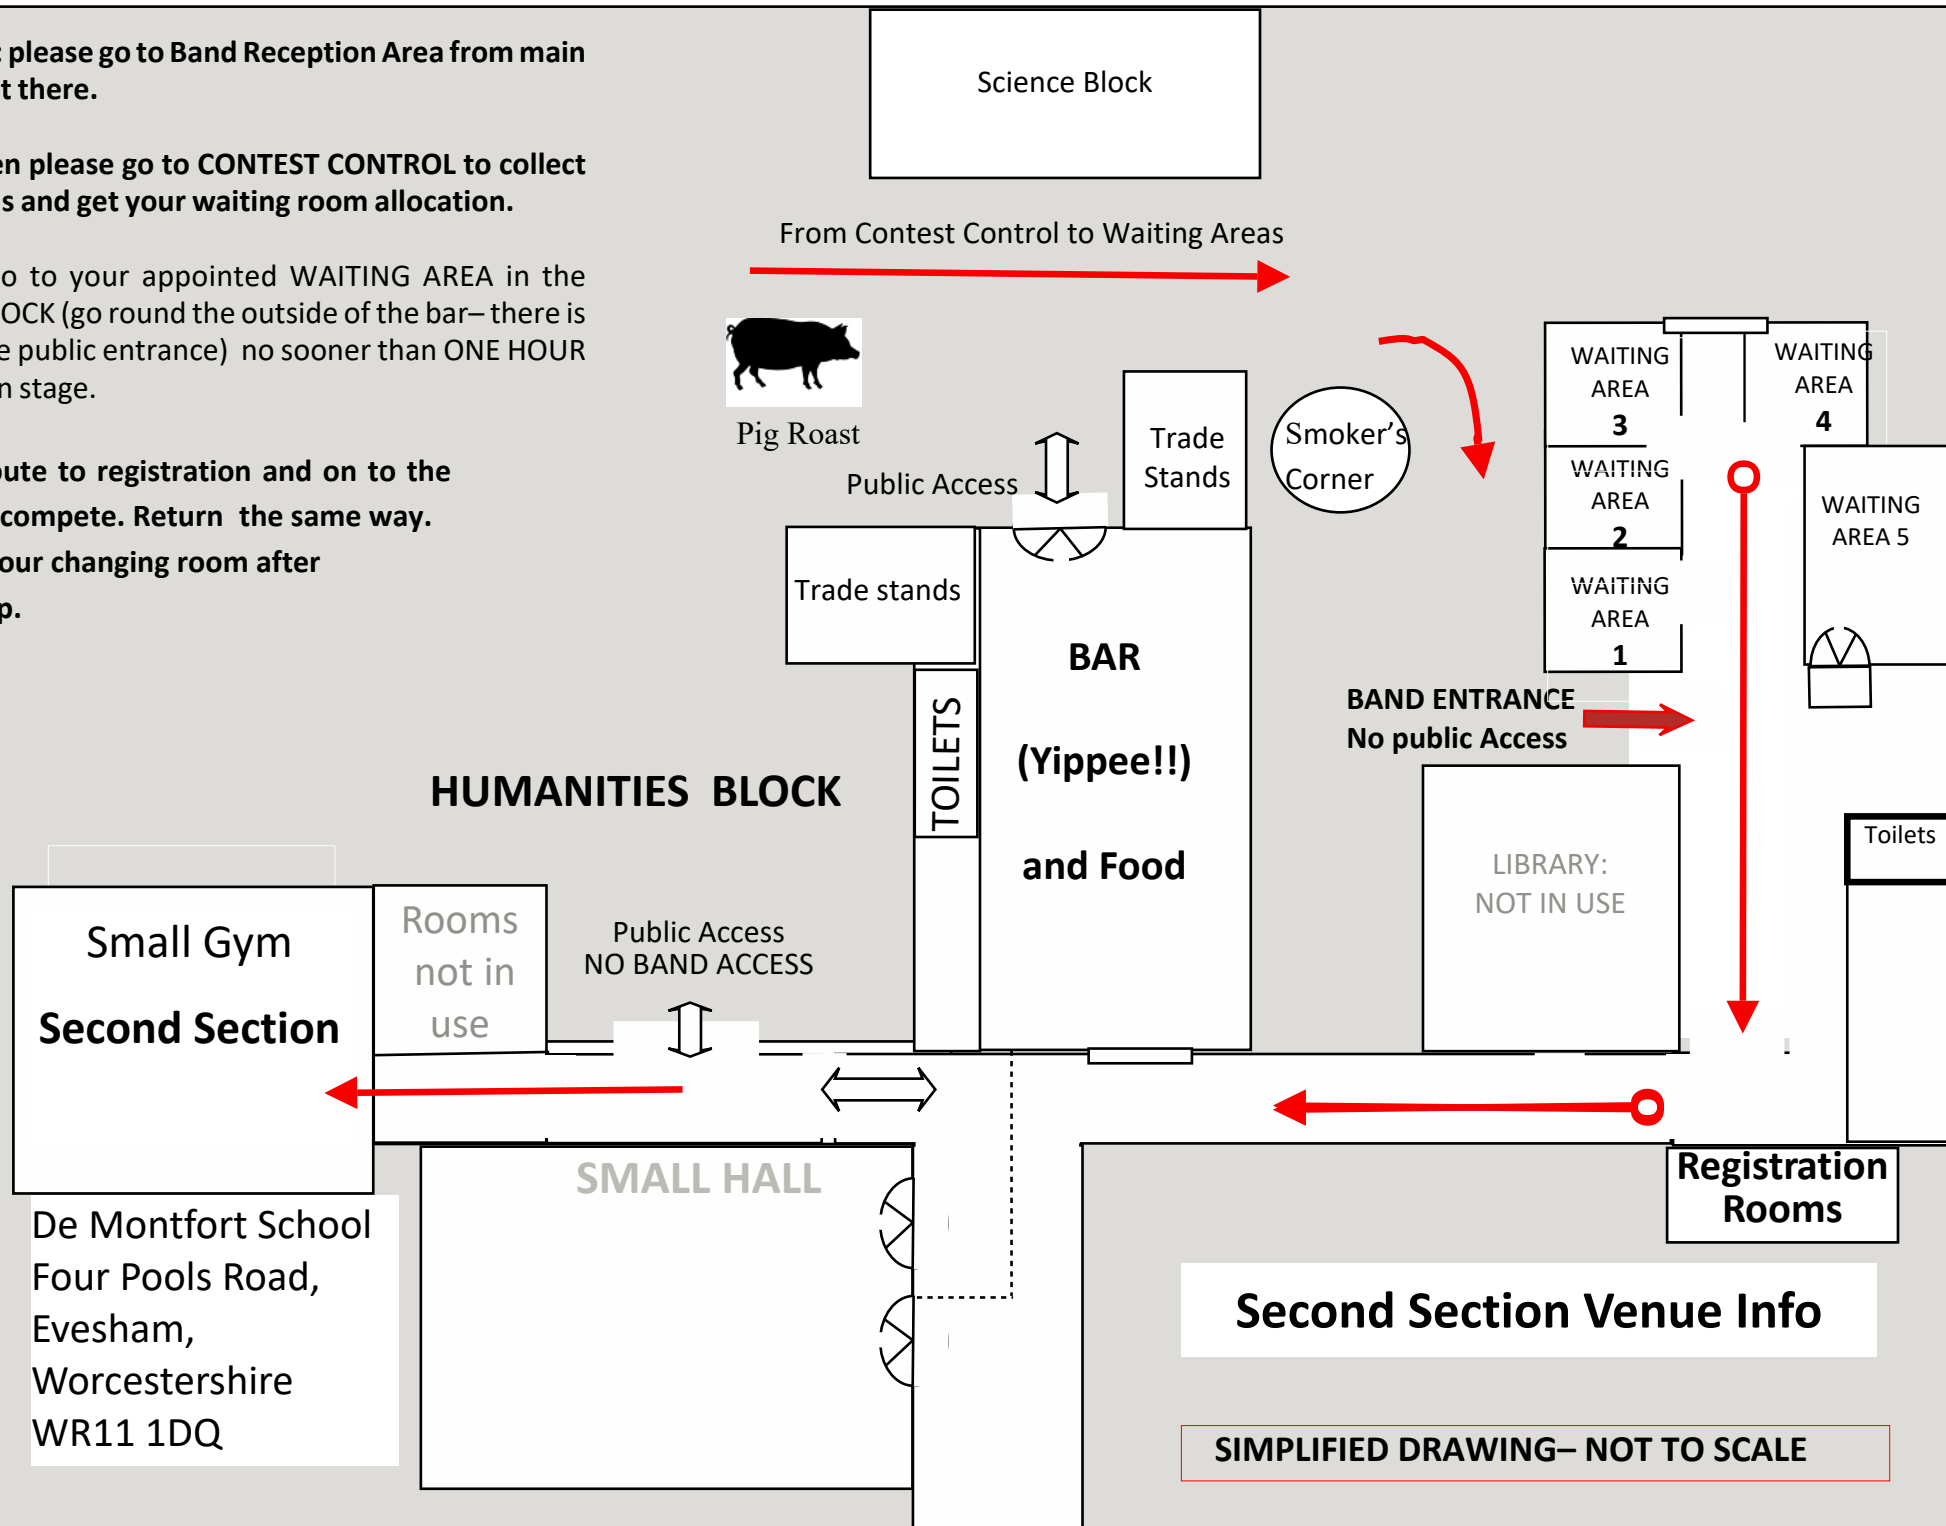 : please go to Band Reception Area from main
t there.
en please go to CONTEST CONTROL to collect
s and get your waiting room allocation.
o to your appointed WAITING AREA in the
OCK (go round the outside of the bar– there is
e public entrance) no sooner than ONE HOUR
n stage.
oute to registration and on to the
compete. Return the same way.
our changing room after
p.
Science Block
From Contest Control to Waiting Areas
Pig Roast
Public Access
Trade
Stands
Smoker's
Corner
WAITING
AREA
3
WAITING
AREA
4
WAITING
AREA
2
WAITING
AREA 5
WAITING
AREA
1
Trade stands
TOILETS
BAR
(Yippee!!)
and Food
BAND ENTRANCE
No public Access
HUMANITIES BLOCK
LIBRARY:
NOT IN USE
Toilets
Small Gym
Second Section
Rooms
not in
use
Public Access
NO BAND ACCESS
SMALL HALL
Registration
Rooms
De Montfort School
Four Pools Road,
Evesham,
Worcestershire
WR11 1DQ
Second Section Venue Info
SIMPLIFIED DRAWING– NOT TO SCALE